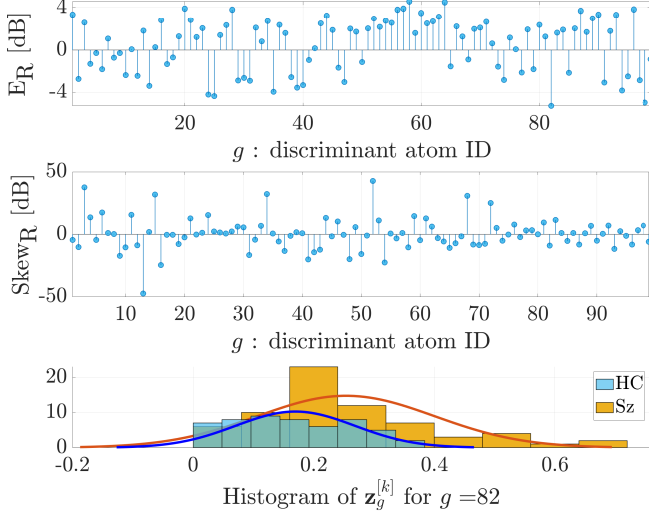 E_R [dB]
4
0
-4
20 40 60 80
g : discriminant atom ID
Skew_R [dB]
50
0
-50
10 20 30 40 50 60 70 80 90
g : discriminant atom ID
20
10
0
HC
Sz
-0.2 0 0.2 0.4 0.6
Histogram of z_g^{[k]} for g =82